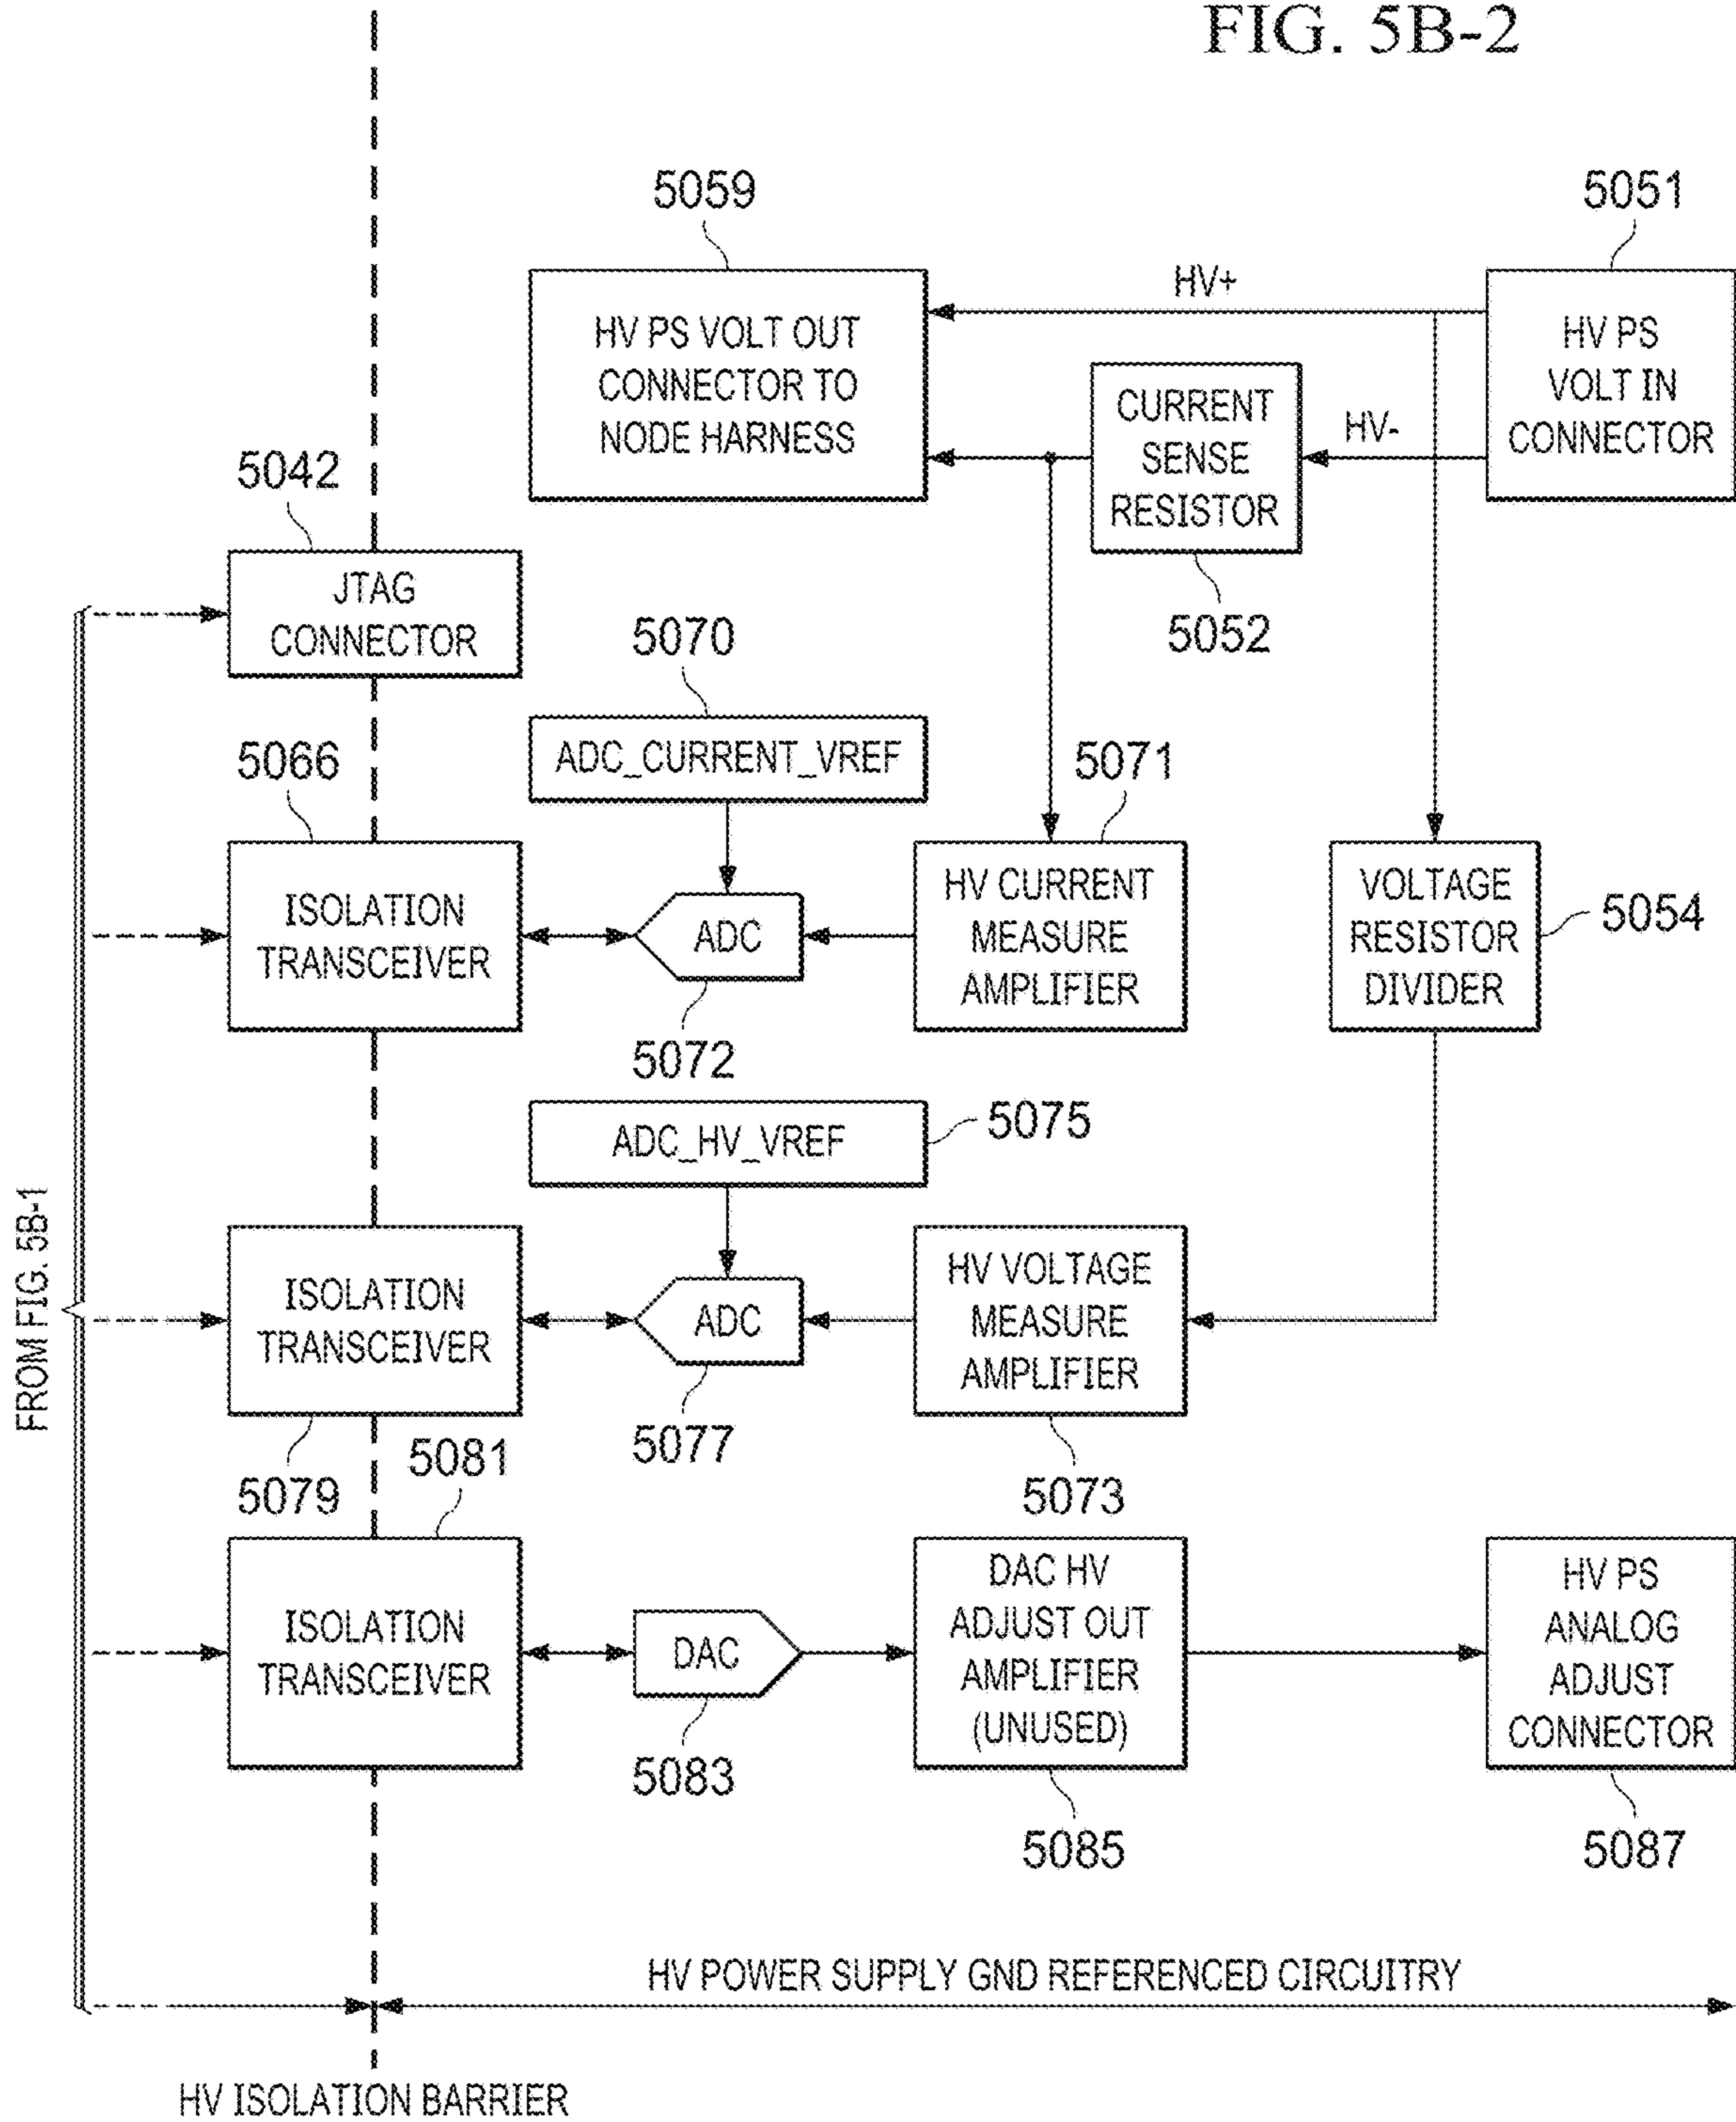 FIG. 5B-2
5059
5051
HV+
HV PS VOLT OUT
CONNECTOR TO
NODE HARNESS
HV PS
VOLT IN
CONNECTOR
CURRENT
SENSE
RESISTOR
HV-
5042
JTAG
CONNECTOR
5052
5070
ADC_CURRENT_VREF
5066
5071
ISOLATION
TRANSCEIVER
ADC
HV CURRENT
MEASURE
AMPLIFIER
VOLTAGE
RESISTOR
DIVIDER
5054
5072
ADC_HV_VREF
5075
FROM FIG. 5B-1
ISOLATION
TRANSCEIVER
ADC
HV VOLTAGE
MEASURE
AMPLIFIER
5079
5081
5077
5073
ISOLATION
TRANSCEIVER
DAC
DAC HV
ADJUST OUT
AMPLIFIER
(UNUSED)
HV PS
ANALOG
ADJUST
CONNECTOR
5083
5085
5087
HV POWER SUPPLY GND REFERENCED CIRCUITRY
HV ISOLATION BARRIER